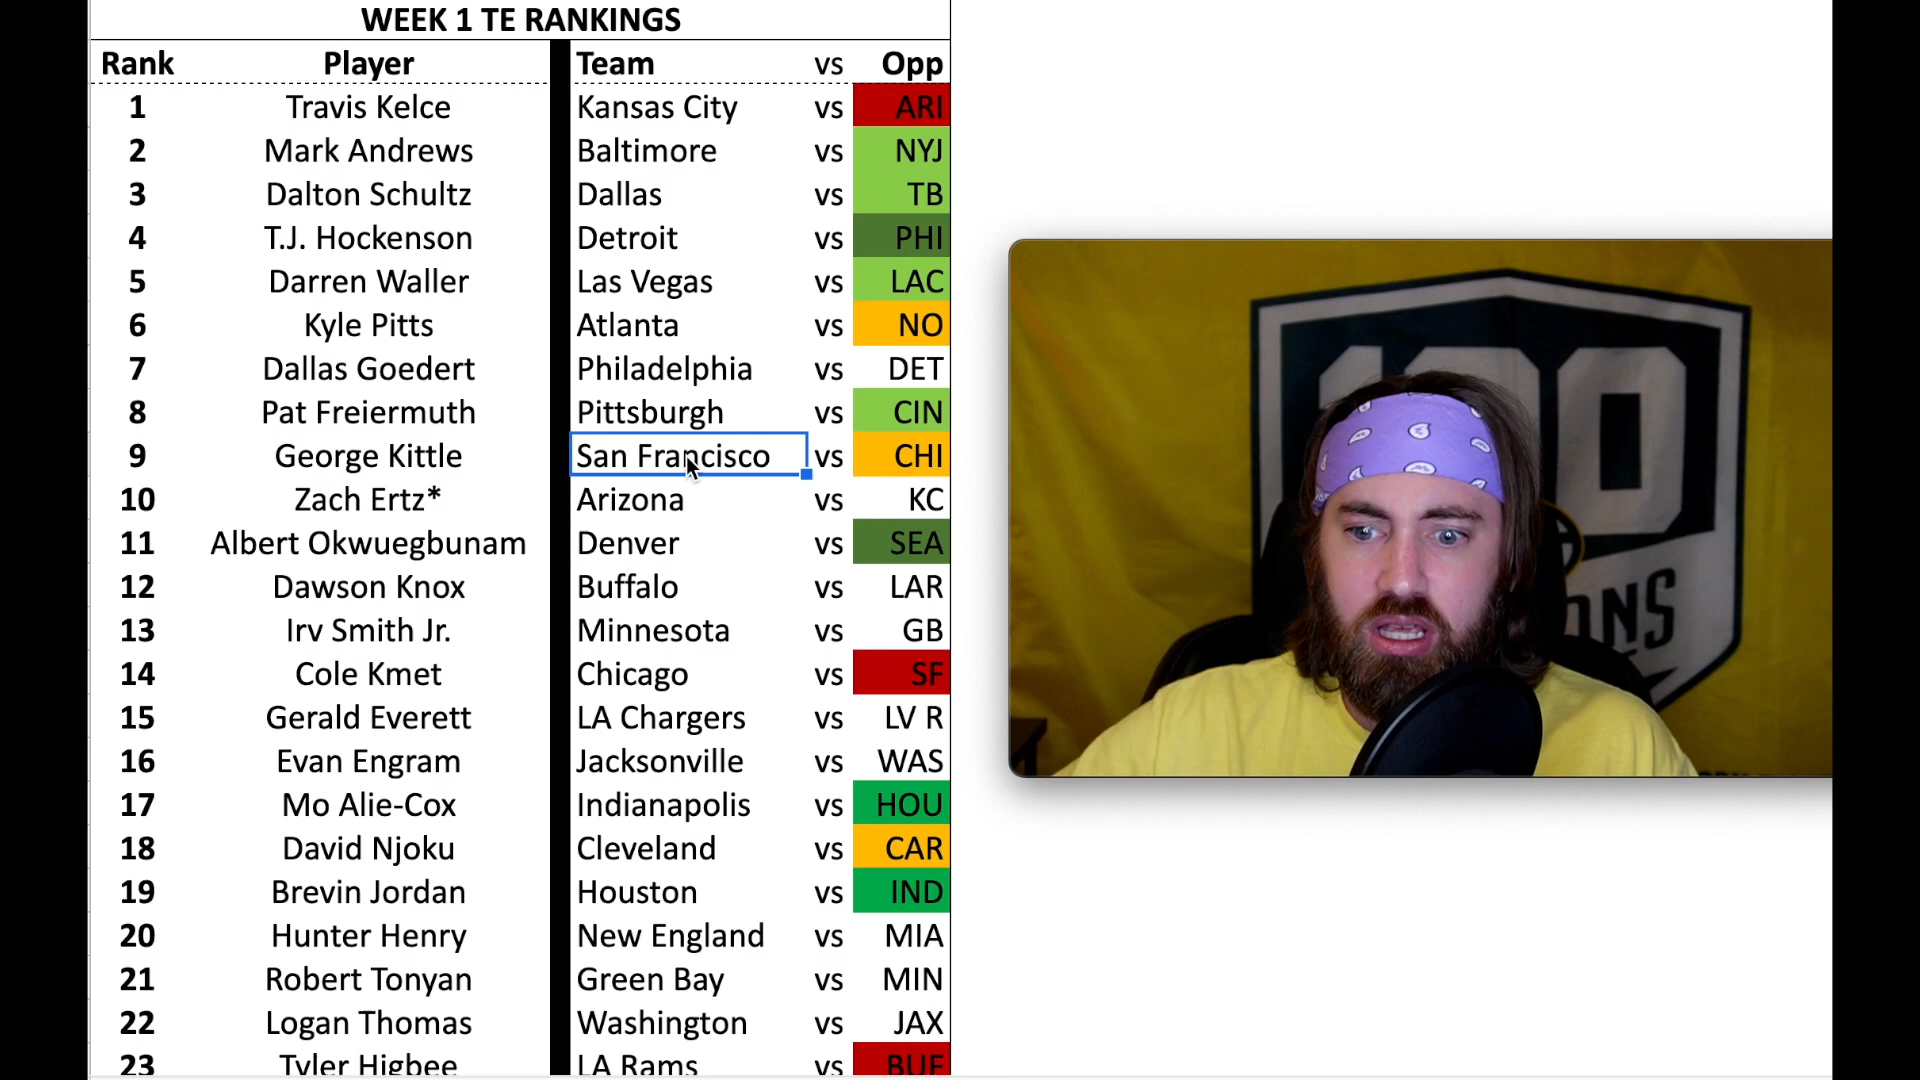 WEEK 1 TE RANKINGS
Rank Player Team vs Opp
1 Travis Kelce Kansas City vs ARI
2 Mark Andrews Baltimore vs NYJ
3 Dalton Schultz Dallas vs TB
4 T.J. Hockenson Detroit vs PHI
5 Darren Waller Las Vegas vs LAC
6 Kyle Pitts Atlanta vs NO
7 Dallas Goedert Philadelphia vs DET
8 Pat Freiermuth Pittsburgh vs CIN
9 George Kittle San Francisco vs CHI
10 Zach Ertz* Arizona vs KC
11 Albert Okwuegbunam Denver vs SEA
12 Dawson Knox Buffalo vs LAR
13 Irv Smith Jr. Minnesota vs GB
14 Cole Kmet Chicago vs SF
15 Gerald Everett LA Chargers vs LV R
16 Evan Engram Jacksonville vs WAS
17 Mo Alie-Cox Indianapolis vs HOU
18 David Njoku Cleveland vs CAR
19 Brevin Jordan Houston vs IND
20 Hunter Henry New England vs MIA
21 Robert Tonyan Green Bay vs MIN
22 Logan Thomas Washington vs JAX
23 Tyler Higbee LA Rams vs BUF
100